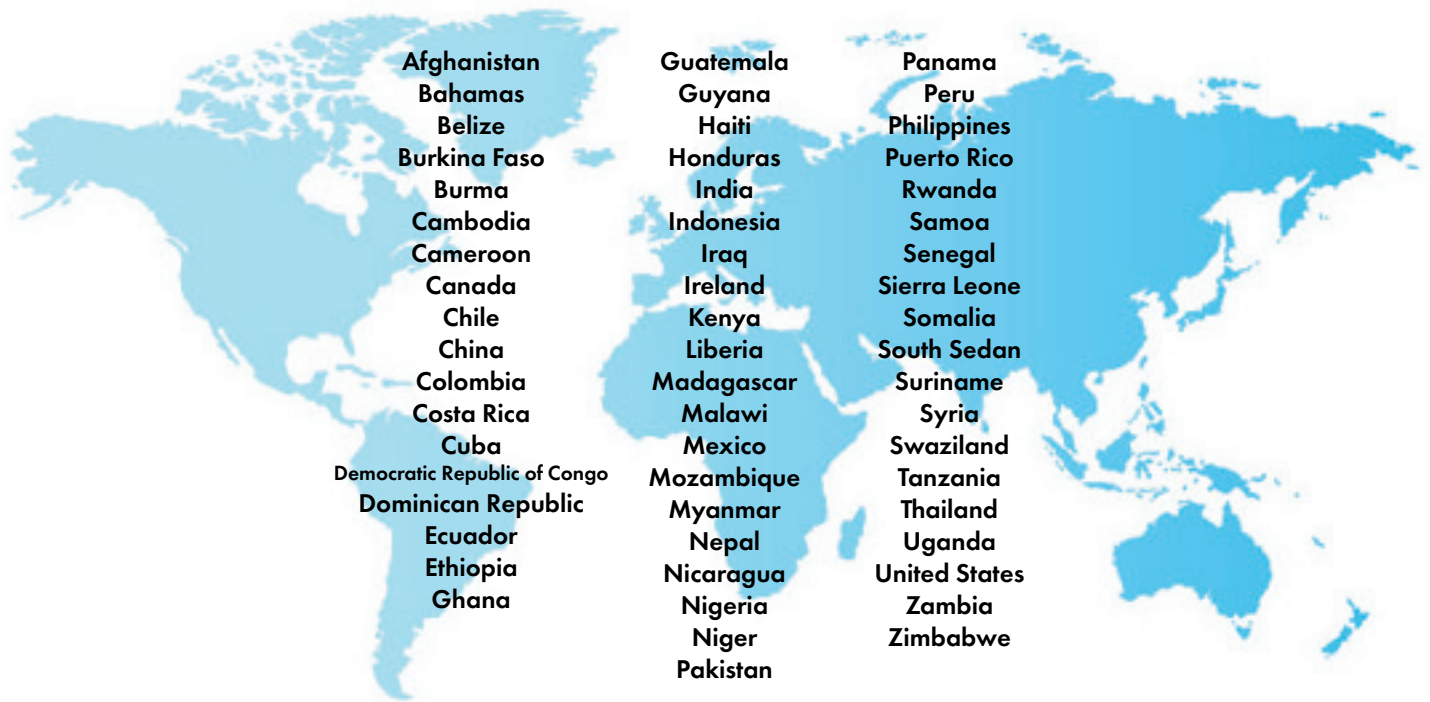 Afghanistan
Bahamas
Belize
Burkina Faso
Burma
Cambodia
Cameroon
Canada
Chile
China
Colombia
Costa Rica
Cuba
Democratic Republic of Congo
Dominican Republic
Ecuador
Ethiopia
Ghana
Guatemala
Guyana
Haiti
Honduras
India
Indonesia
Iraq
Ireland
Kenya
Liberia
Madagascar
Malawi
Mexico
Mozambique
Myanmar
Nepal
Nicaragua
Nigeria
Niger
Pakistan
Panama
Peru
Philippines
Puerto Rico
Rwanda
Samoa
Senegal
Sierra Leone
Somalia
South Sedan
Suriname
Syria
Swaziland
Tanzania
Thailand
Uganda
United States
Zambia
Zimbabwe